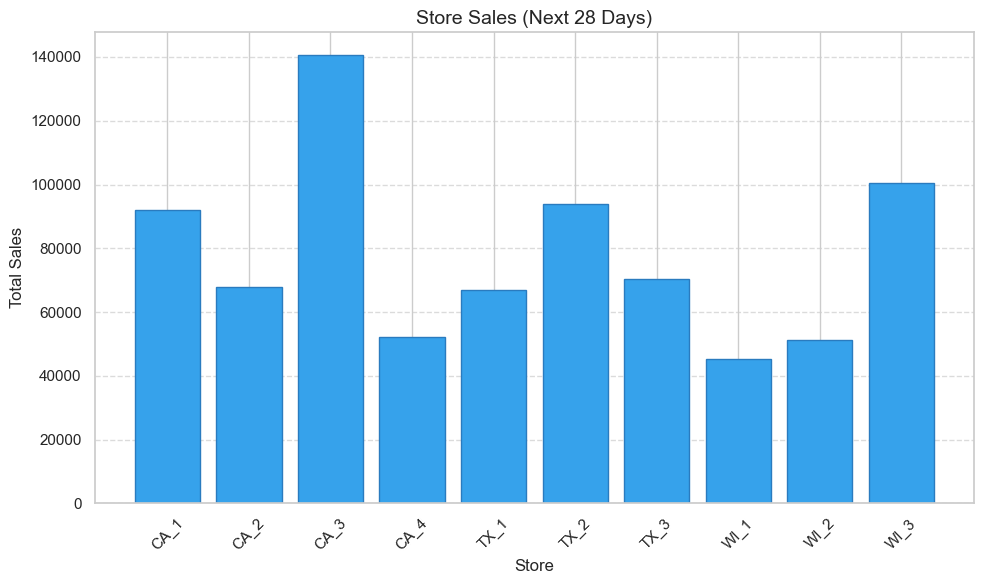 Store Sales (Next 28 Days)
Total Sales
140000
120000
100000
80000
60000
40000
20000
0
CA_1 CA_2 CA_3 CA_4 TX_1 TX_2 TX_3 WI_1 WI_2 WI_3
Store